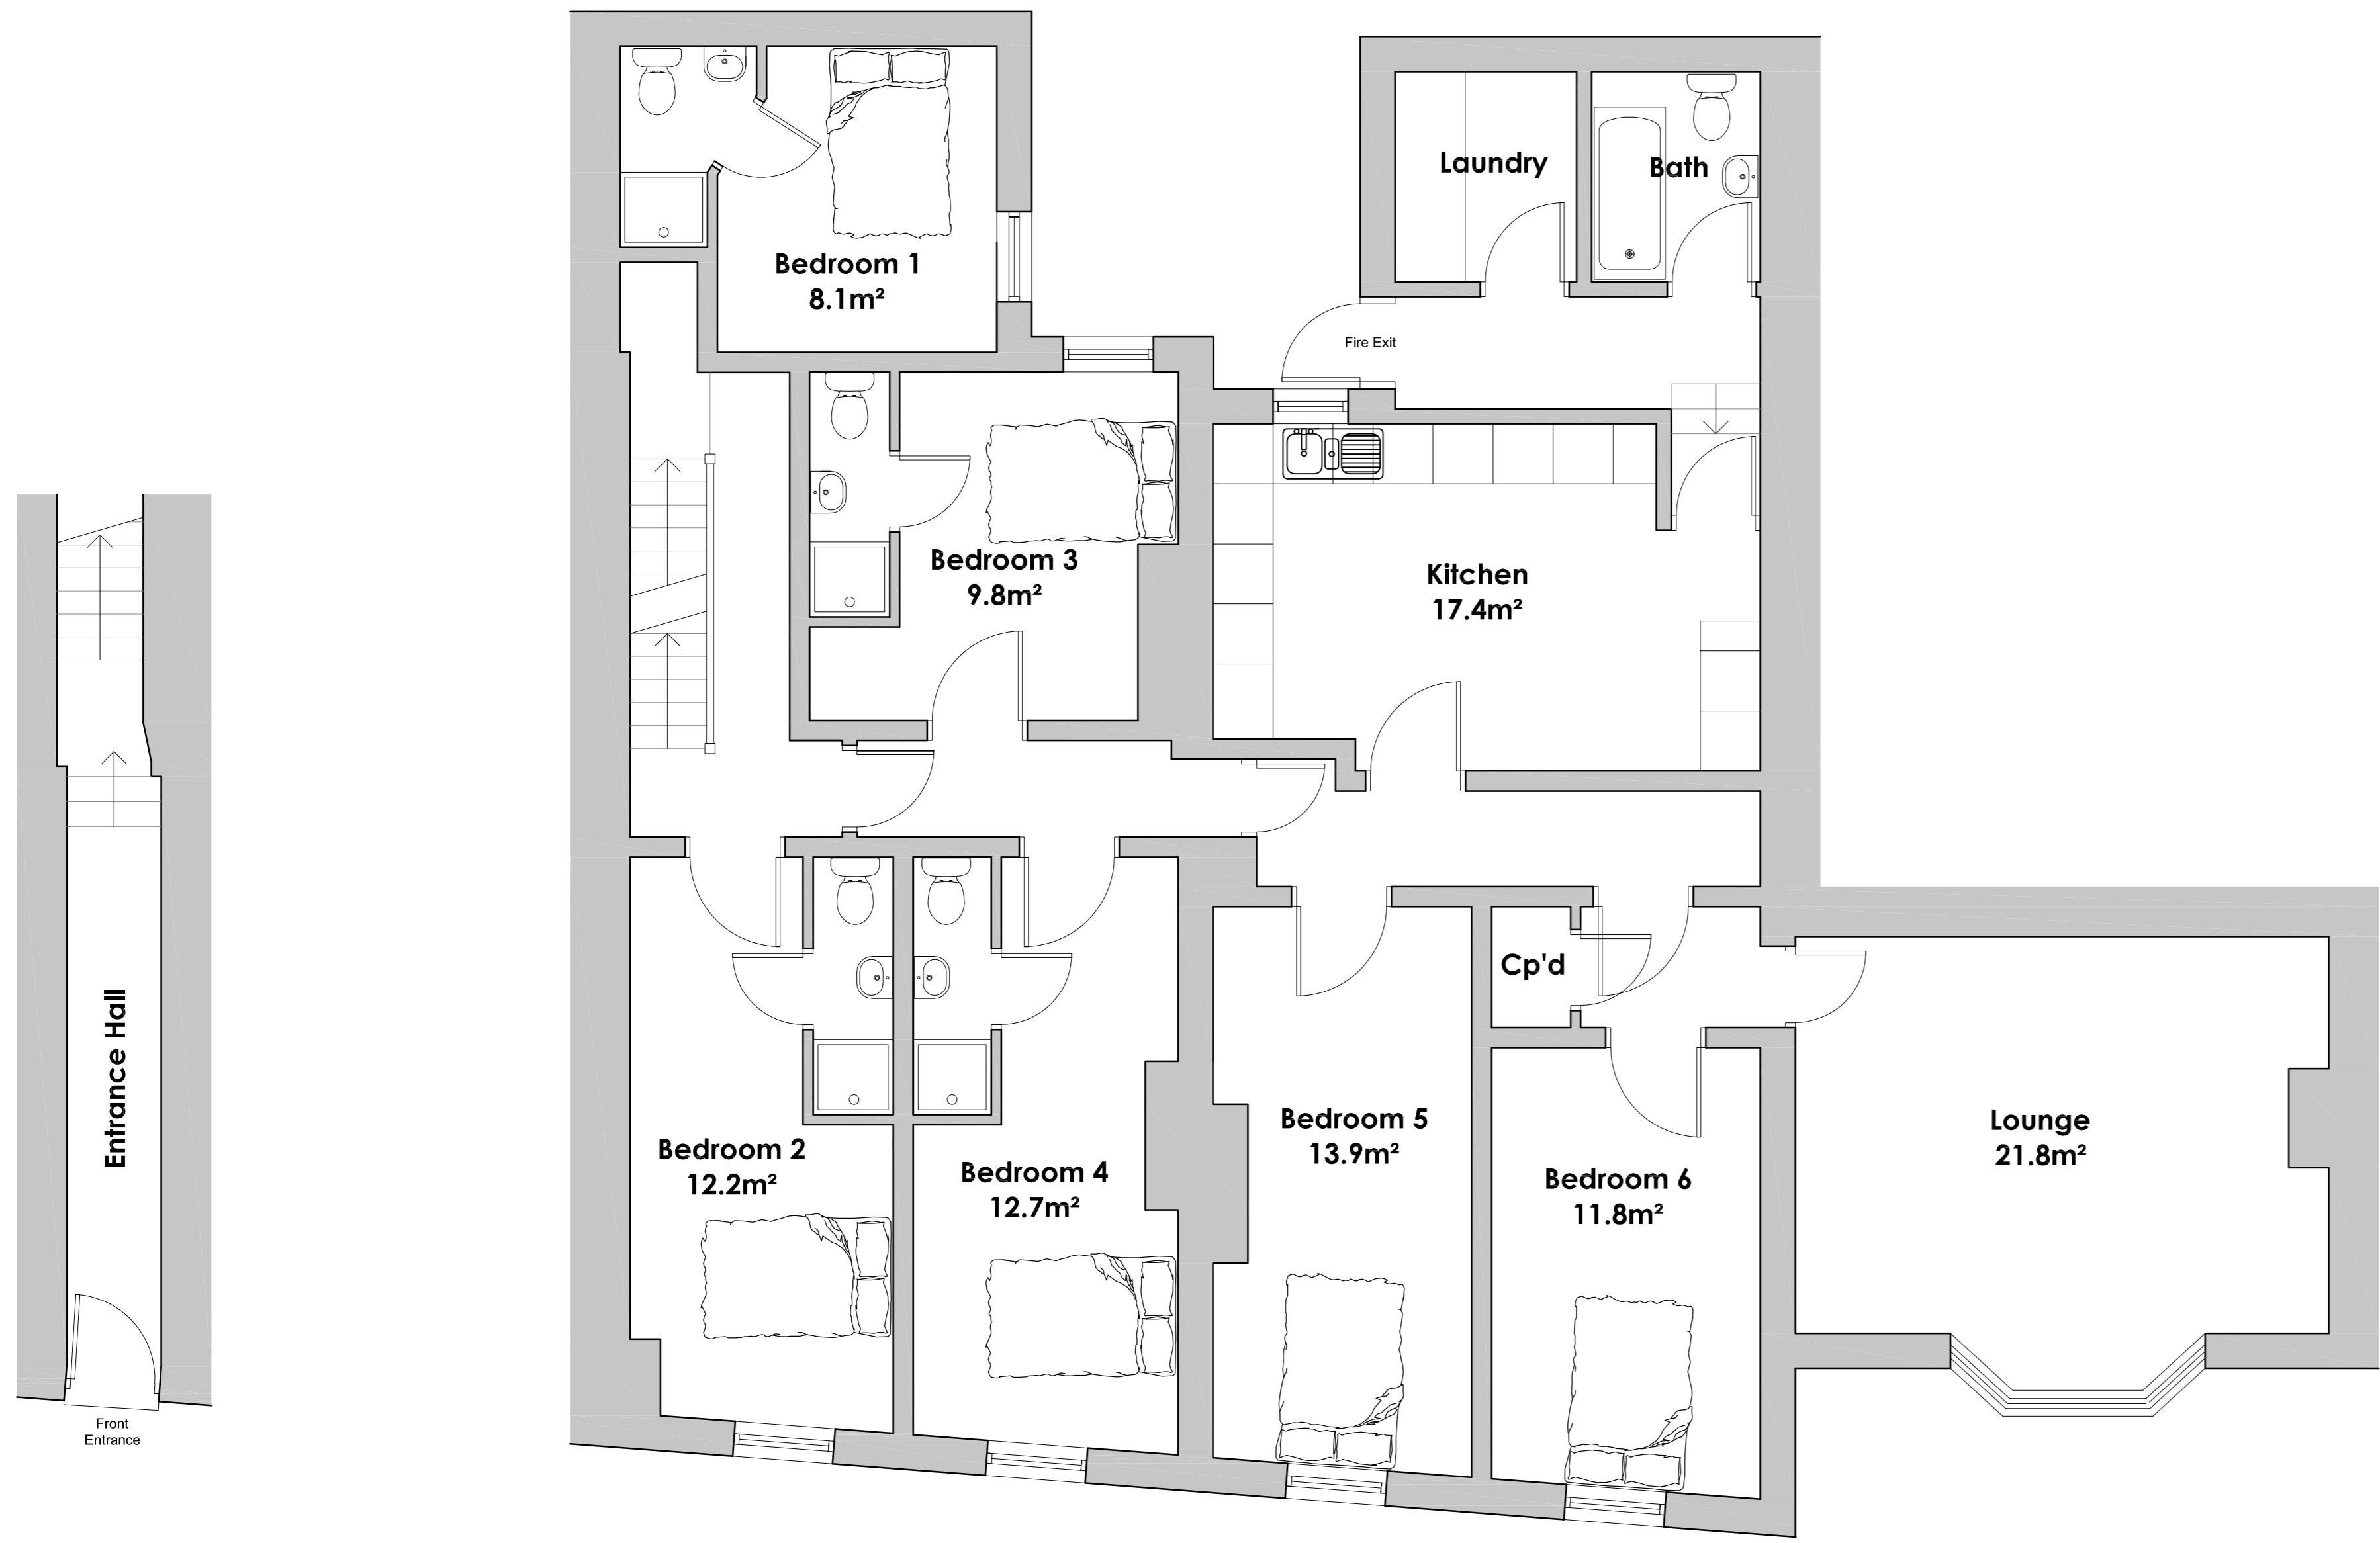 Bedroom 1
8.1m²
Laundry
Bath
Fire Exit
Bedroom 3
9.8m²
Kitchen
17.4m²
Entrance Hall
Front
Entrance
Cp'd
Bedroom 2
12.2m²
Bedroom 4
12.7m²
Bedroom 5
13.9m²
Bedroom 6
11.8m²
Lounge
21.8m²